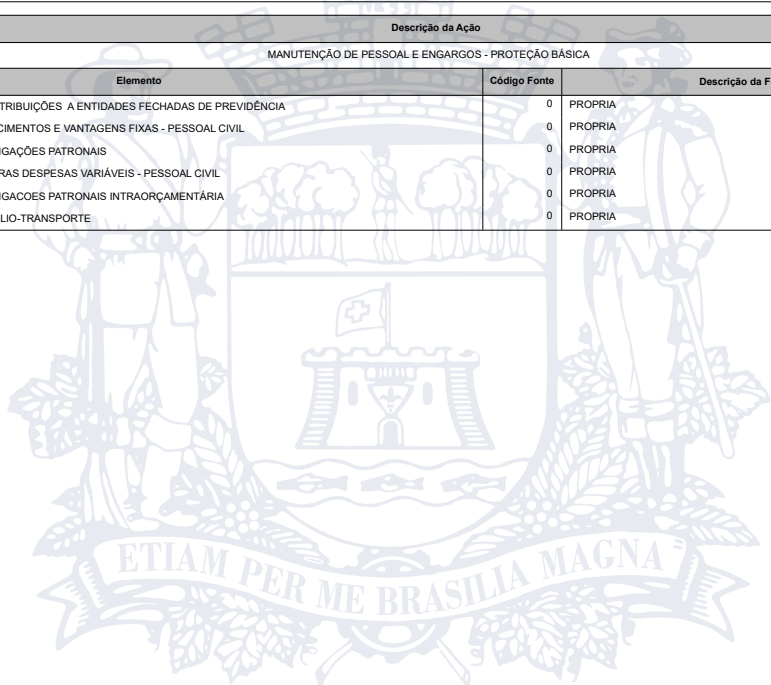 Descrição da Ação
MANUTENÇÃO DE PESSOAL E ENGARGOS - PROTEÇÃO BÁSICA
Elemento Código Fonte Descrição da F
TRIBUIÇÕES A ENTIDADES FECHADAS DE PREVIDÊNCIA 0 PROPRIA
CIMENTOS E VANTAGENS FIXAS - PESSOAL CIVIL 0 PROPRIA
IGAÇÕES PATRONAIS 0 PROPRIA
RAS DESPESAS VARIÁVEIS - PESSOAL CIVIL 0 PROPRIA
IGACOES PATRONAIS INTRAORÇAMENTÁRIA 0 PROPRIA
LIO-TRANSPORTE 0 PROPRIA
ETIAM PER ME BRASILIA MAGNA